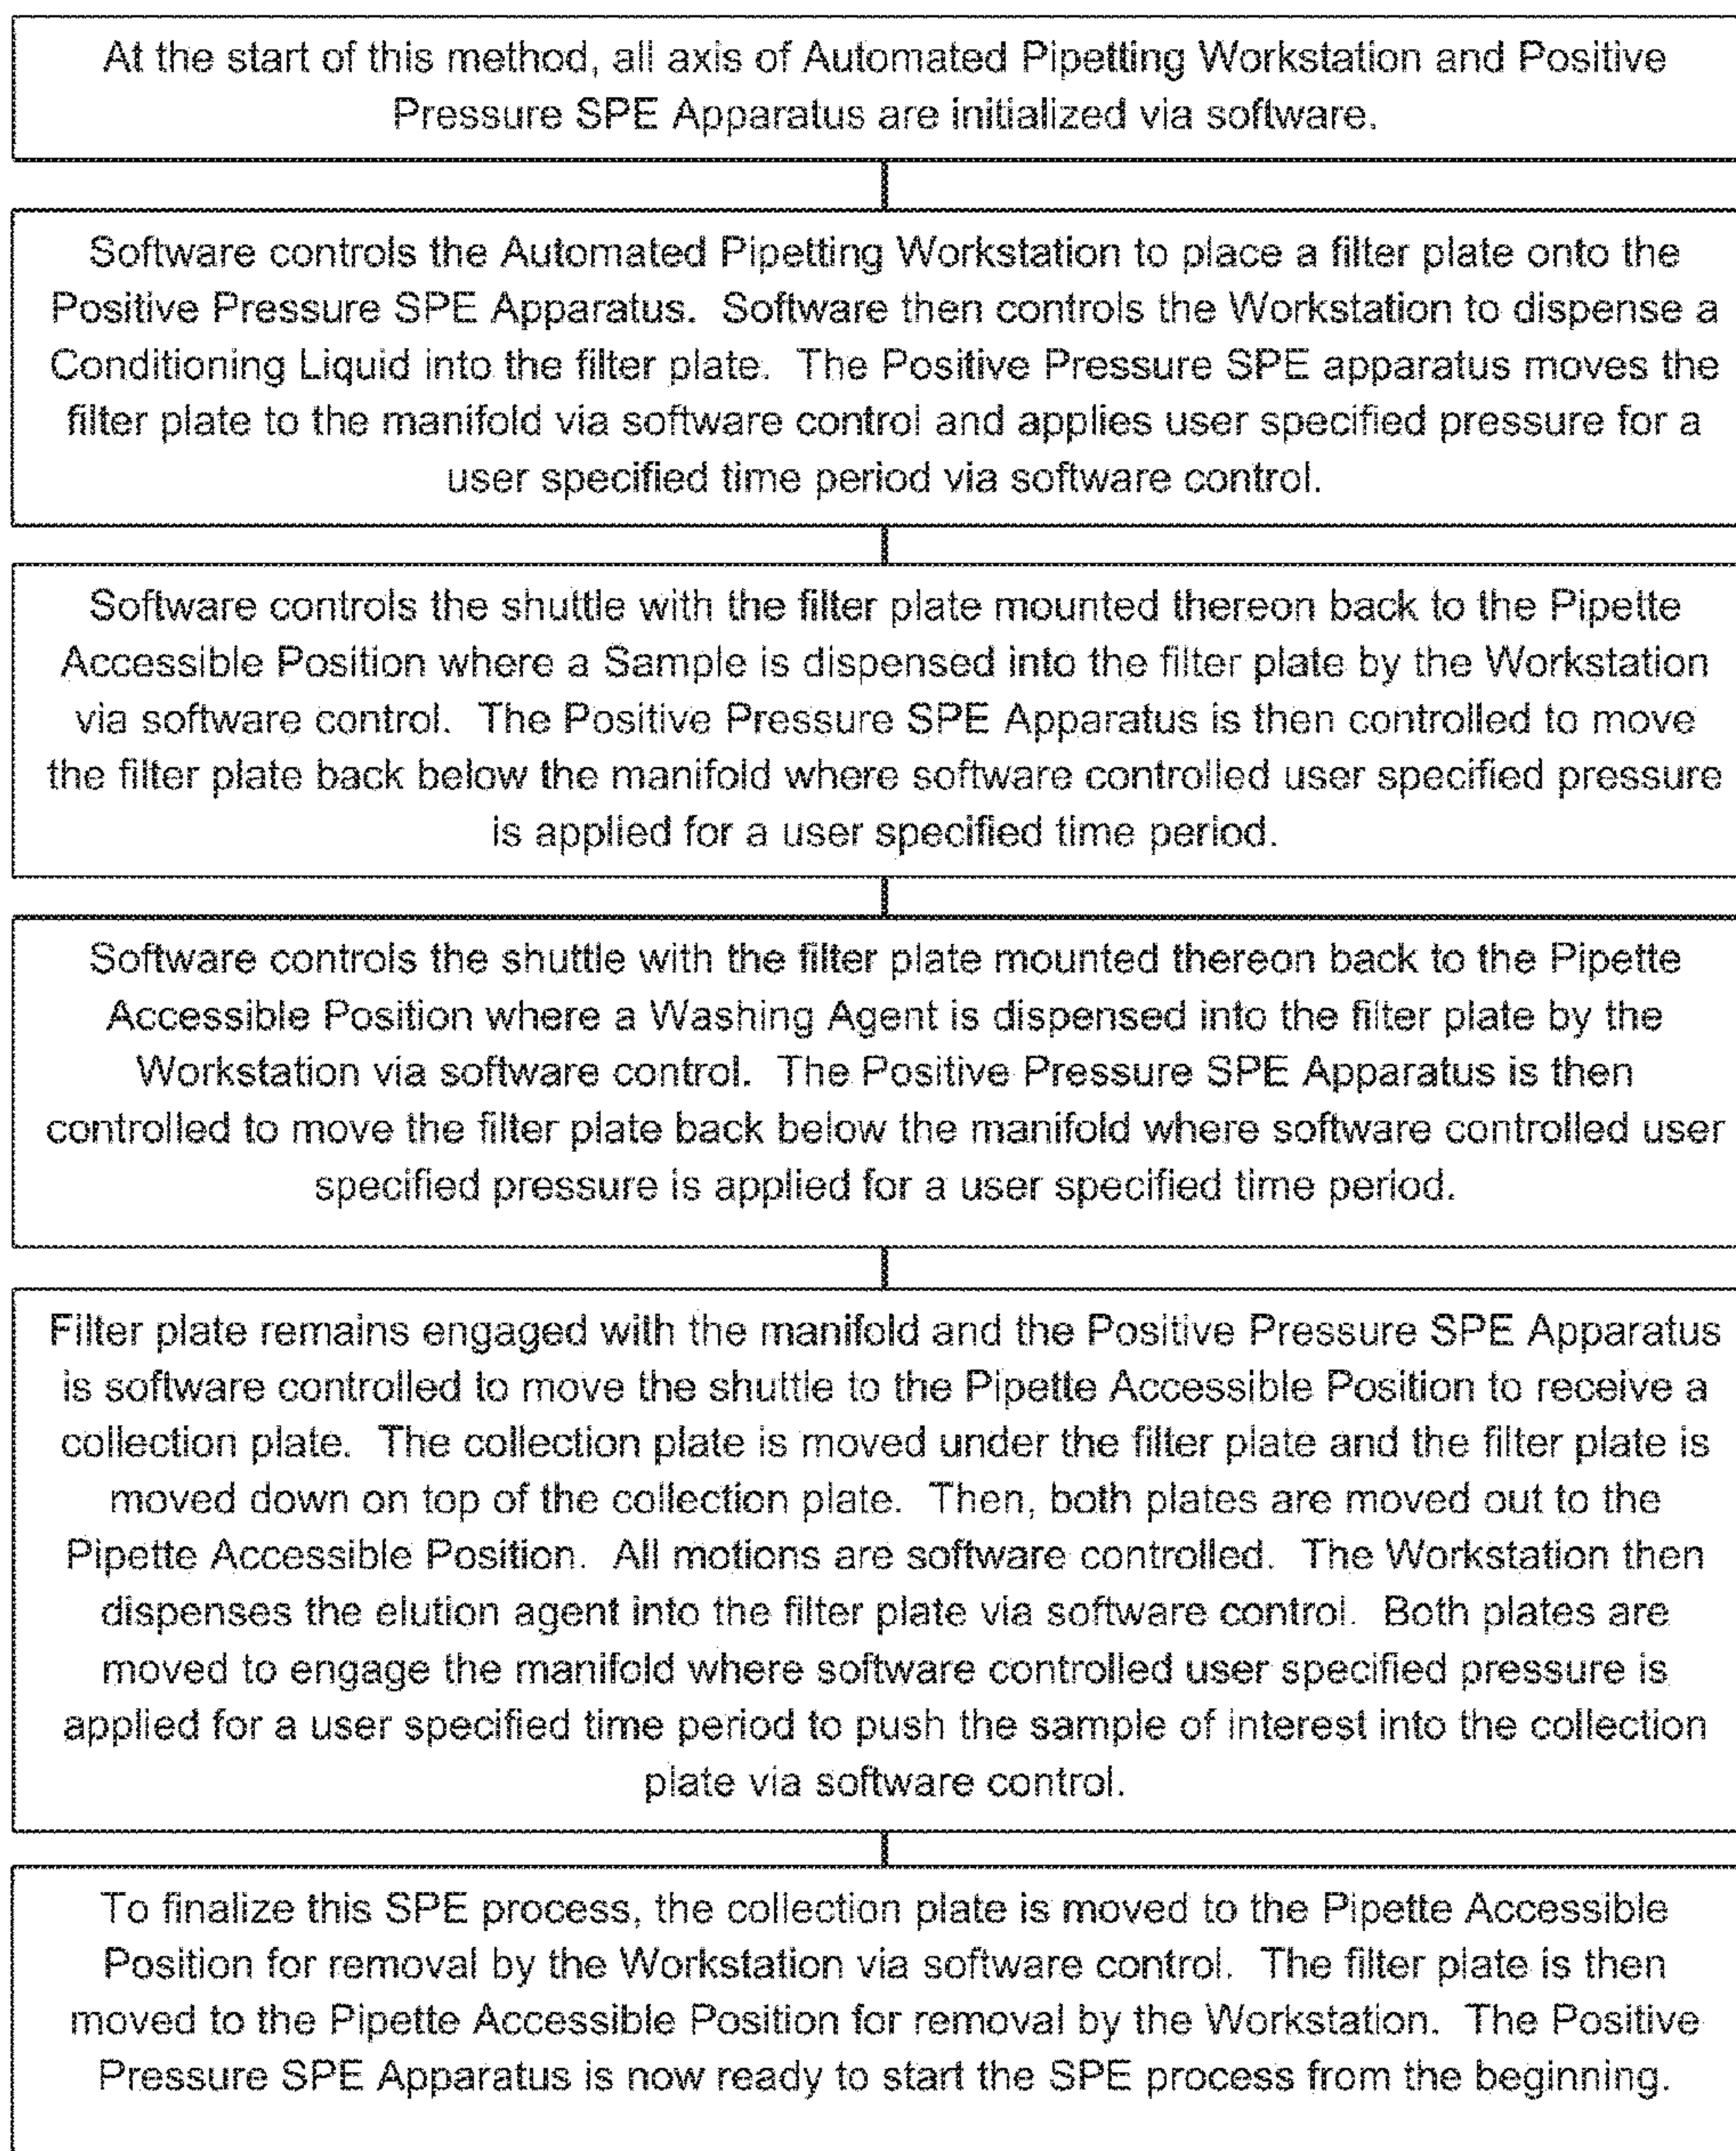 At the start of this method, all axis of Automated Pipetting Workstation and Positive
Pressure SPE Apparatus are initialized via software.
Software controls the Automated Pipetting Workstation to place a filter plate onto the
Positive Pressure SPE Apparatus. Software then controls the Workstation to dispense a
Conditioning Liquid into the filter plate. The Positive Pressure SPE apparatus moves the
filter plate to the manifold via software control and applies user specified pressure for a
user specified time period via software control.
Software controls the shuttle with the filter plate mounted thereon back to the Pipette
Accessible Position where a Sample is dispensed into the filter plate by the Workstation
via software control. The Positive Pressure SPE Apparatus is then controlled to move
the filter plate back below the manifold where software controlled user specified pressure
is applied for a user specified time period.
Software controls the shuttle with the filter plate mounted thereon back to the Pipette
Accessible Position where a Washing Agent is dispensed into the filter plate by the
Workstation via software control. The Positive Pressure SPE Apparatus is then
controlled to move the filter plate back below the manifold where software controlled user
specified pressure is applied for a user specified time period.
Filter plate remains engaged with the manifold and the Positive Pressure SPE Apparatus
is software controlled to move the shuttle to the Pipette Accessible Position to receive a
collection plate. The collection plate is moved under the filter plate and the filter plate is
moved down on top of the collection plate. Then, both plates are moved out to the
Pipette Accessible Position. All motions are software controlled. The Workstation then
dispenses the elution agent into the filter plate via software control. Both plates are
moved to engage the manifold where software controlled user specified pressure is
applied for a user specified time period to push the sample of interest into the collection
plate via software control.
To finalize this SPE process, the collection plate is moved to the Pipette Accessible
Position for removal by the Workstation via software control. The filter plate is then
moved to the Pipette Accessible Position for removal by the Workstation. The Positive
Pressure SPE Apparatus is now ready to start the SPE process from the beginning.